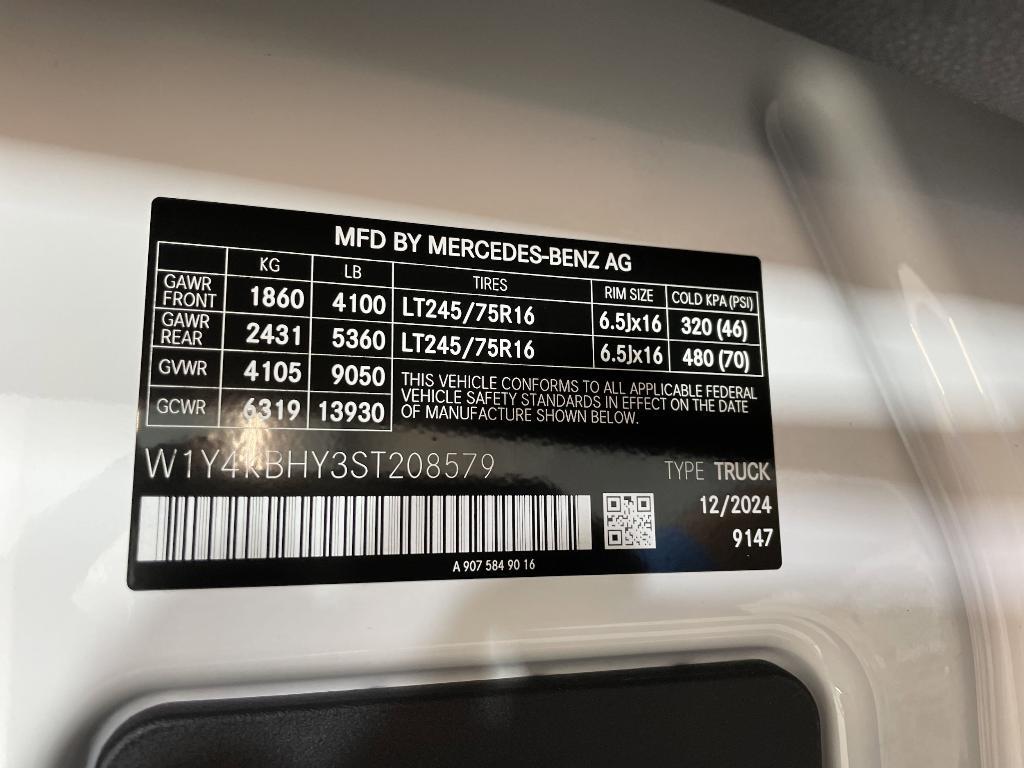 MFD BY MERCEDES-BENZ AG
KG LB TIRES RIM SIZE COLD KPA (PSI)
GAWR FRONT 1860 4100 LT245/75R16 6.5Jx16 320 (46)
GAWR REAR 2431 5360 LT245/75R16 6.5Jx16 480 (70)
GVWR 4105 9050
GCWR 6319 13930
THIS VEHICLE CONFORMS TO ALL APPLICABLE FEDERAL
VEHICLE SAFETY STANDARDS IN EFFECT ON THE DATE
OF MANUFACTURE SHOWN BELOW.
W1Y4KBHY3ST208579 TYPE TRUCK
12/2024
9147
A 907 584 90 16